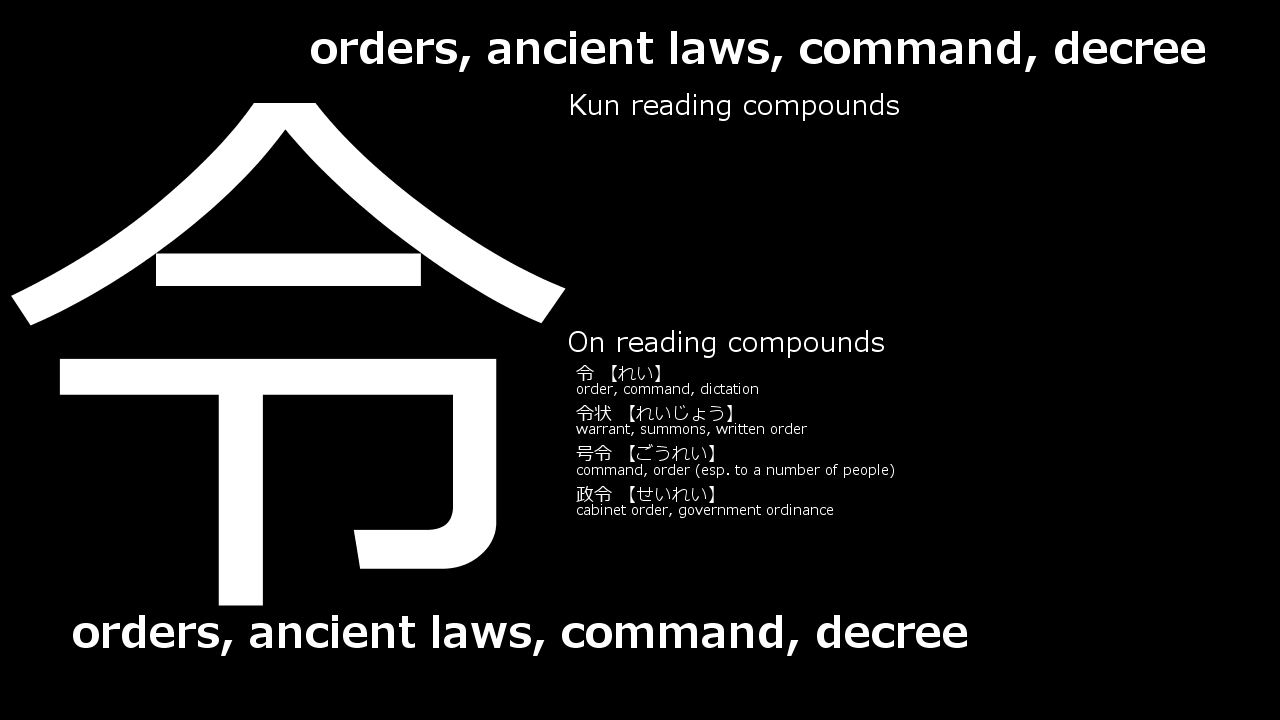 orders, ancient laws, command, decree
令
Kun reading compounds
On reading compounds
令 【れい】
order, command, dictation
令状 【れいじょう】
warrant, summons, written order
号令 【ごうれい】
command, order (esp. to a number of people)
政令 【せいれい】
cabinet order, government ordinance
orders, ancient laws, command, decree